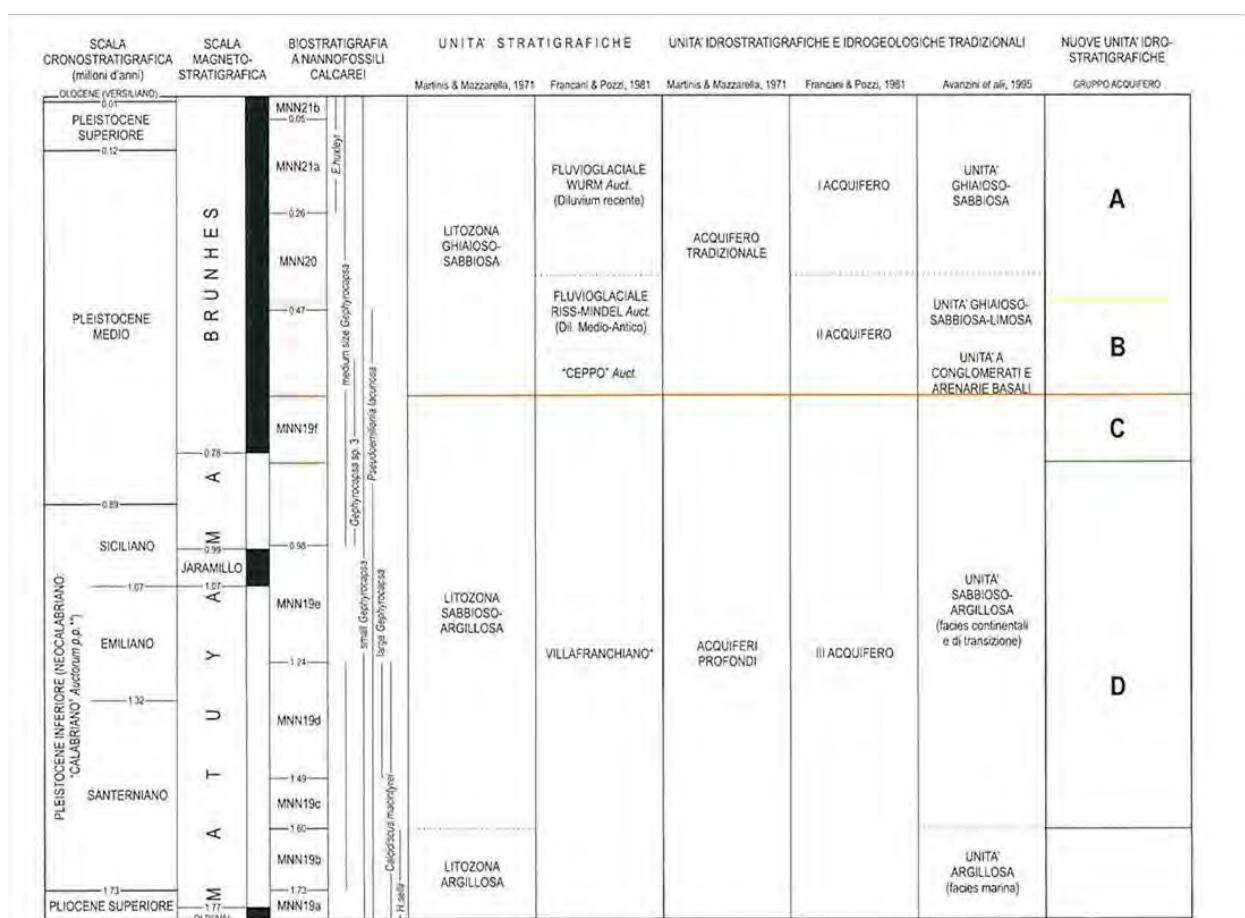 SCALA
CRONOSTRATIGRAFICA
(milioni d'anni)
SCALA
MAGNETO-
STRATIGRAFICA
BIOSTRATIGRAFIA
A NANNOFOSSILI
CALCAREI
UNITA' STRATIGRAFICHE
Martinis & Mazzarella, 1971
Francani & Pozzi, 1981
UNITA' IDROSTRATIGRAFICHE E IDROGEOLOGICHE TRADIZIONALI
Martinis & Mazzarella, 1971
Francani & Pozzi, 1981
Avanzini et alii, 1995
NUOVE UNITA' IDRO-
STRATIGRAFICHE
GRUPPO ACQUIFERO
OLOCENE (VERSILIANO)
0.01
PLEISTOCENE
SUPERIORE
0.12
PLEISTOCENE
MEDIO
0.89
PLEISTOCENE INFERIORE (NEOCALABRIANO:
"CALABRIANO" Auctorum p.p.**)
SICILIANO
1.07
EMILIANO
1.32
SANTERNIANO
1.73
PLIOCENE SUPERIORE
BRUNHES
0.78
MATUYAMA
0.99
JARAMILLO
1.07
M
1.77
MNN21b
0.05
MNN21a
0.26
MNN20
0.47
MNN19f
0.98
MNN19e
1.24
MNN19d
1.49
MNN19c
1.60
MNN19b
1.73
MNN19a
E.huxleyi
medium size Gephyrocapsa
Gephyrocapsa sp. 3
small Gephyrocapsa
Pseudoemiliania lacunosa
large Gephyrocapsa
Calcidiscus macintyrei
H.sellii
LITOZONA
GHIAIOSO-
SABBIOSA
LITOZONA
SABBIOSO-
ARGILLOSA
LITOZONA
ARGILLOSA
FLUVIOGLACIALE
WURM Auct.
(Diluvium recente)
FLUVIOGLACIALE
RISS-MINDEL Auct.
(Dil. Medio-Antico)
"CEPPO" Auct.
VILLAFRANCHIANO*
ACQUIFERO
TRADIZIONALE
ACQUIFERI
PROFONDI
I ACQUIFERO
II ACQUIFERO
III ACQUIFERO
UNITA'
GHIAIOSO-
SABBIOSA
UNITA' GHIAIOSO-
SABBIOSA-LIMOSA
UNITA' A
CONGLOMERATI E
ARENARIE BASALI
UNITA'
SABBIOSO-
ARGILLOSA
(facies continentali
e di transizione)
UNITA'
ARGILLOSA
(facies marina)
A
B
C
D